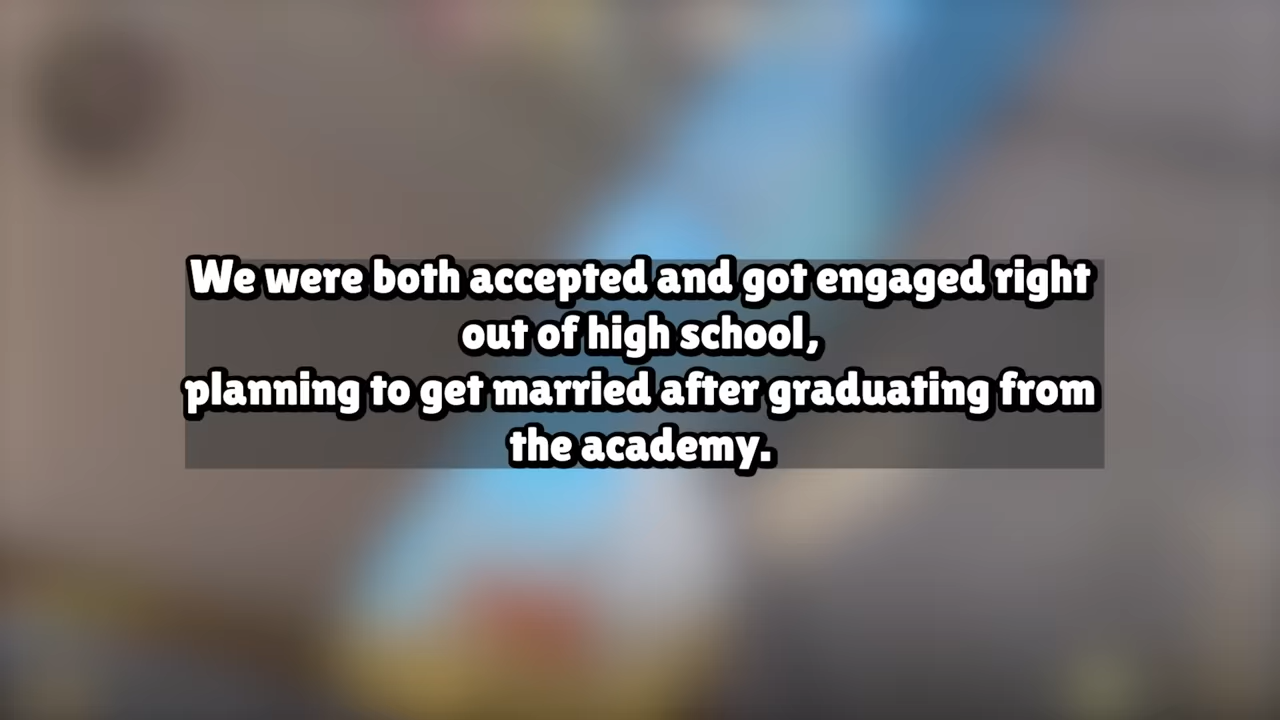 We were both accepted and got engaged right
out of high school,
planning to get married after graduating from
the academy.